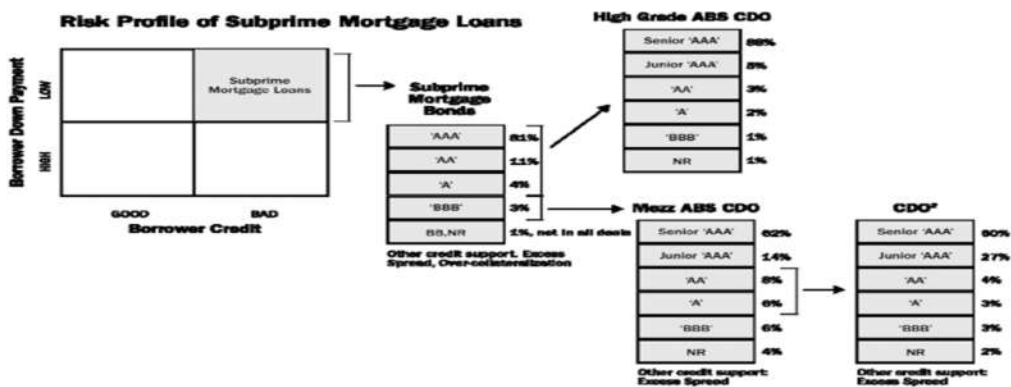 Risk Profile of Subprime Mortgage Loans
Borrower Down Payment
LOW
HIGH
Subprime
Mortgage Loans
GOOD
BAD
Borrower Credit
Subprime
Mortgage
Bonds
'AAA' 81%
'AA' 11%
'A' 4%
'BBB' 3%
BB,NR 1%, not in all deals
Other credit support. Excess
Spread, Over-collateralization
High Grade ABS CDO
Senior 'AAA' 88%
Junior 'AAA' 5%
'AA' 3%
'A' 2%
'BBB' 1%
NR 1%
Mezz ABS CDO
Senior 'AAA' 62%
Junior 'AAA' 14%
'AA' 8%
'A' 6%
'BBB' 6%
NR 4%
Other credit support:
Excess Spread
CDO²
Senior 'AAA' 60%
Junior 'AAA' 27%
'AA' 4%
'A' 3%
'BBB' 3%
NR 2%
Other credit support:
Excess Spread